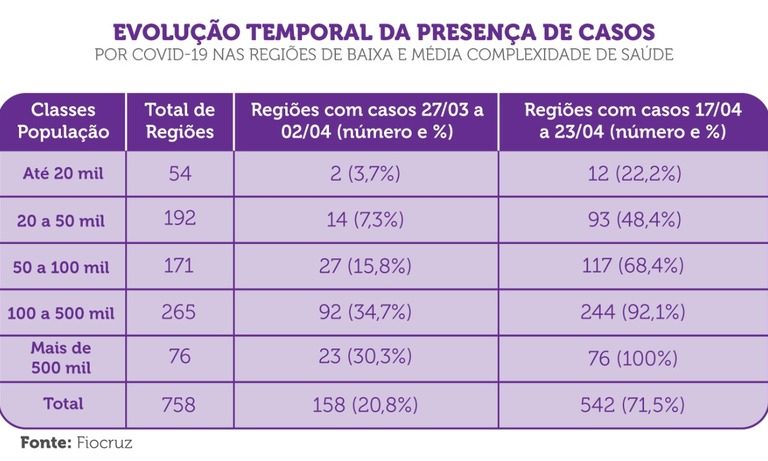 EVOLUÇÃO TEMPORAL DA PRESENÇA DE CASOS
POR COVID-19 NAS REGIÕES DE BAIXA E MÉDIA COMPLEXIDADE DE SAÚDE
Classes População | Total de Regiões | Regiões com casos 27/03 a 02/04 (número e %) | Regiões com casos 17/04 a 23/04 (número e %)
Até 20 mil | 54 | 2 (3,7%) | 12 (22,2%)
20 a 50 mil | 192 | 14 (7,3%) | 93 (48,4%)
50 a 100 mil | 171 | 27 (15,8%) | 117 (68,4%)
100 a 500 mil | 265 | 92 (34,7%) | 244 (92,1%)
Mais de 500 mil | 76 | 23 (30,3%) | 76 (100%)
Total | 758 | 158 (20,8%) | 542 (71,5%)
Fonte: Fiocruz